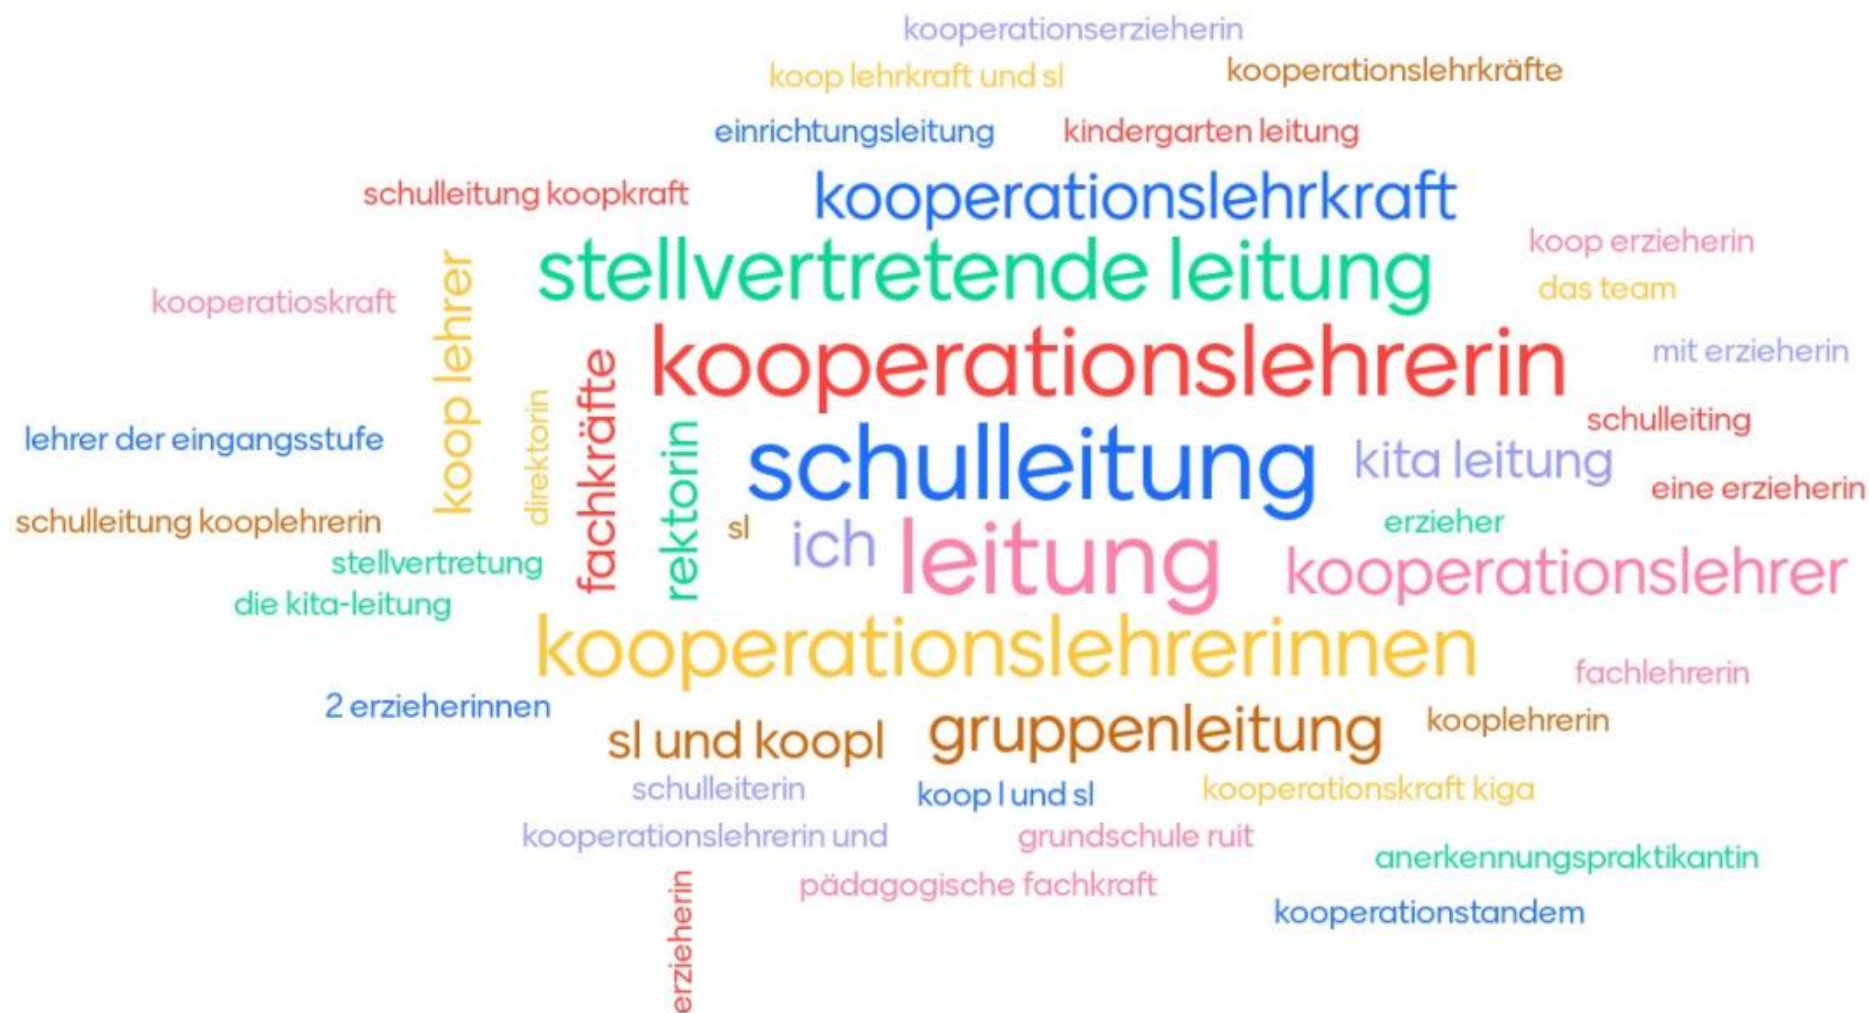 kooperationserzieherin
koop lehrkraft und sl
kooperationslehrkräfte
einrichtungsleitung
kindergarten leitung
schulleitung koopkraft
kooperationslehrkraft
koop erzieherin
stellvertretende leitung
das team
kooperatioskraft
koop lehrer
kooperationslehrerin
mit erzieherin
schulleiting
lehrer der eingangsstufe
direktorin
fachkräfte
rektorin
schulleitung
kita leitung
eine erzieherin
schulleitung kooplehrerin
sl
ich
leitung
erzieher
stellvertretung
kooperationslehrer
die kita-leitung
kooperationslehrerinnen
fachlehrerin
2 erzieherinnen
sl und koopl
gruppenleitung
kooplehrerin
schulleiterin
koop l und sl
kooperationskraft kiga
kooperationslehrerin und
grundschule ruit
anerkennungspraktikantin
pädagogische fachkraft
kooperationstandem
erzieherin